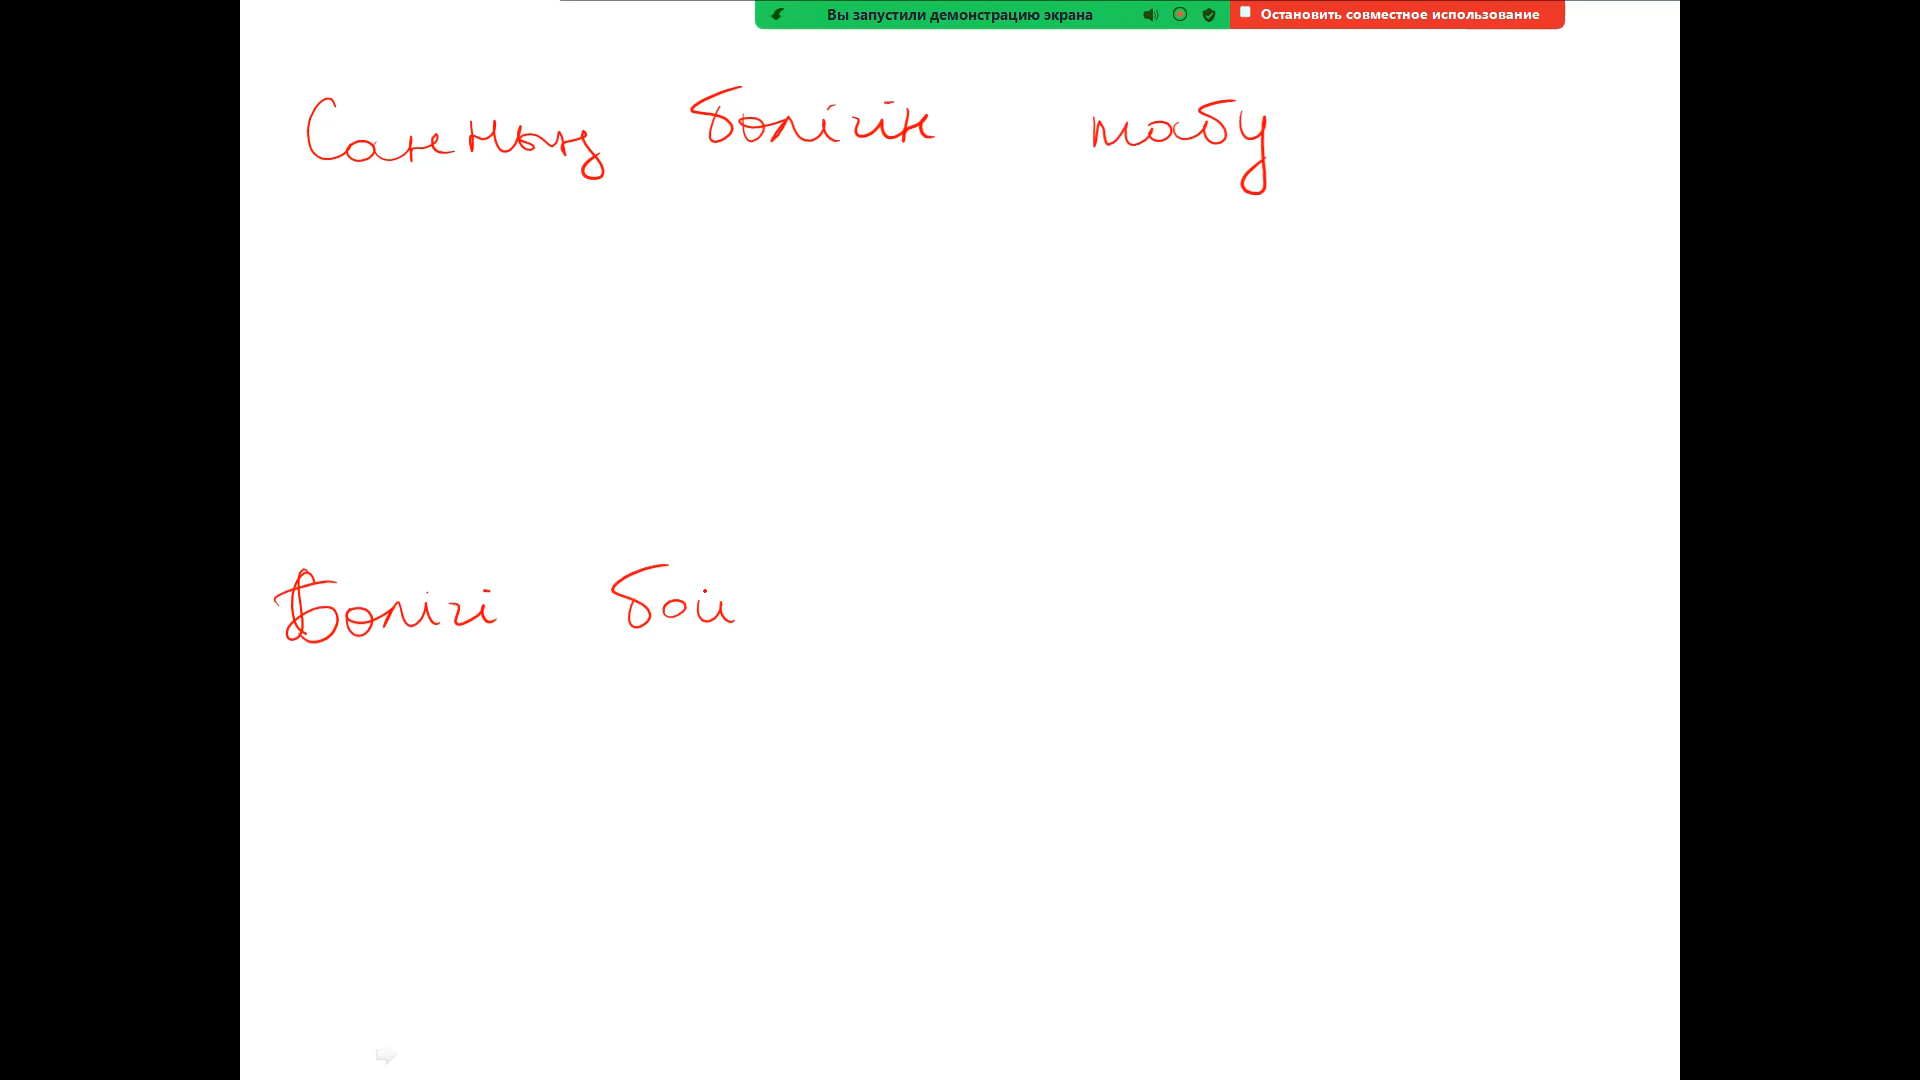 Вы запустили демонстрацию экрана Остановить совместное использование
Санның бөлігін табу
Бөлігі бой